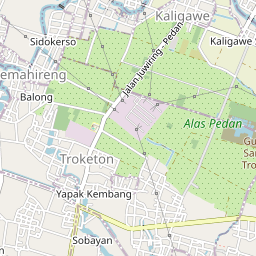 Kaligawe
Sidokerso
Kaligawe
emahireng
Jalan Juwiring - Pedan
Balong
Alas Pedan
Gu
Sa
Tro
Troketon
Yapak Kembang
Sobayan